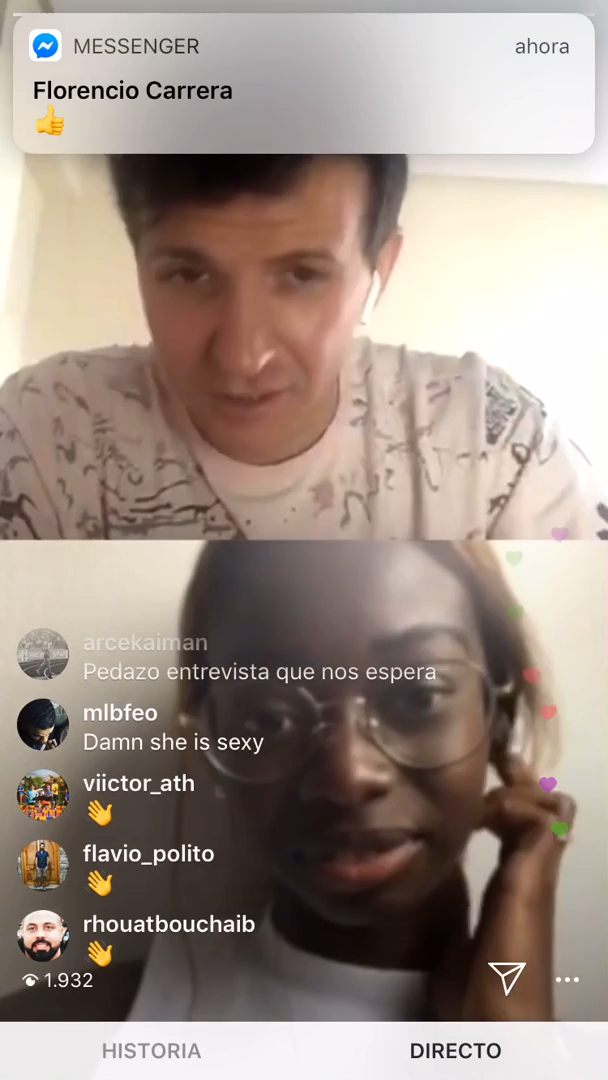 MESSENGER ahora
Florencio Carrera
👍
arcekaiman
Pedazo entrevista que nos espera
mlbfeo
Damn she is sexy
viictor_ath
👋
flavio_polito
👋
rhouatbouchaib
👋
1.932
HISTORIA DIRECTO